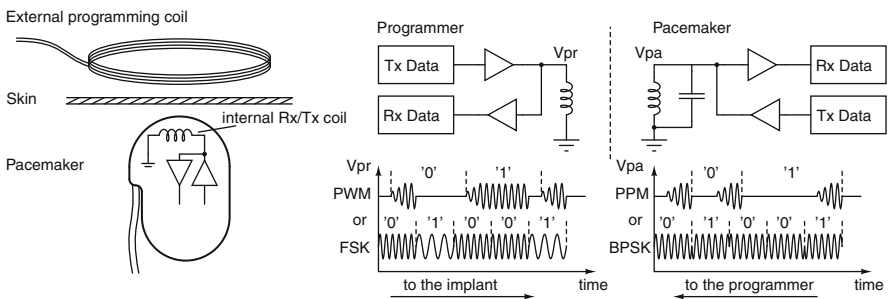 External programming coil
Skin
internal Rx/Tx coil
Pacemaker
Programmer
Vpr
Tx Data
Rx Data
Pacemaker
Vpa
Rx Data
Tx Data
Vpr
'0' '1'
PWM
or
'0' '1' '0' '0' '1'
FSK
to the implant
time
Vpa
'0' '1'
PPM
or
'0' '1' '0' '0' '1'
BPSK
to the programmer
time